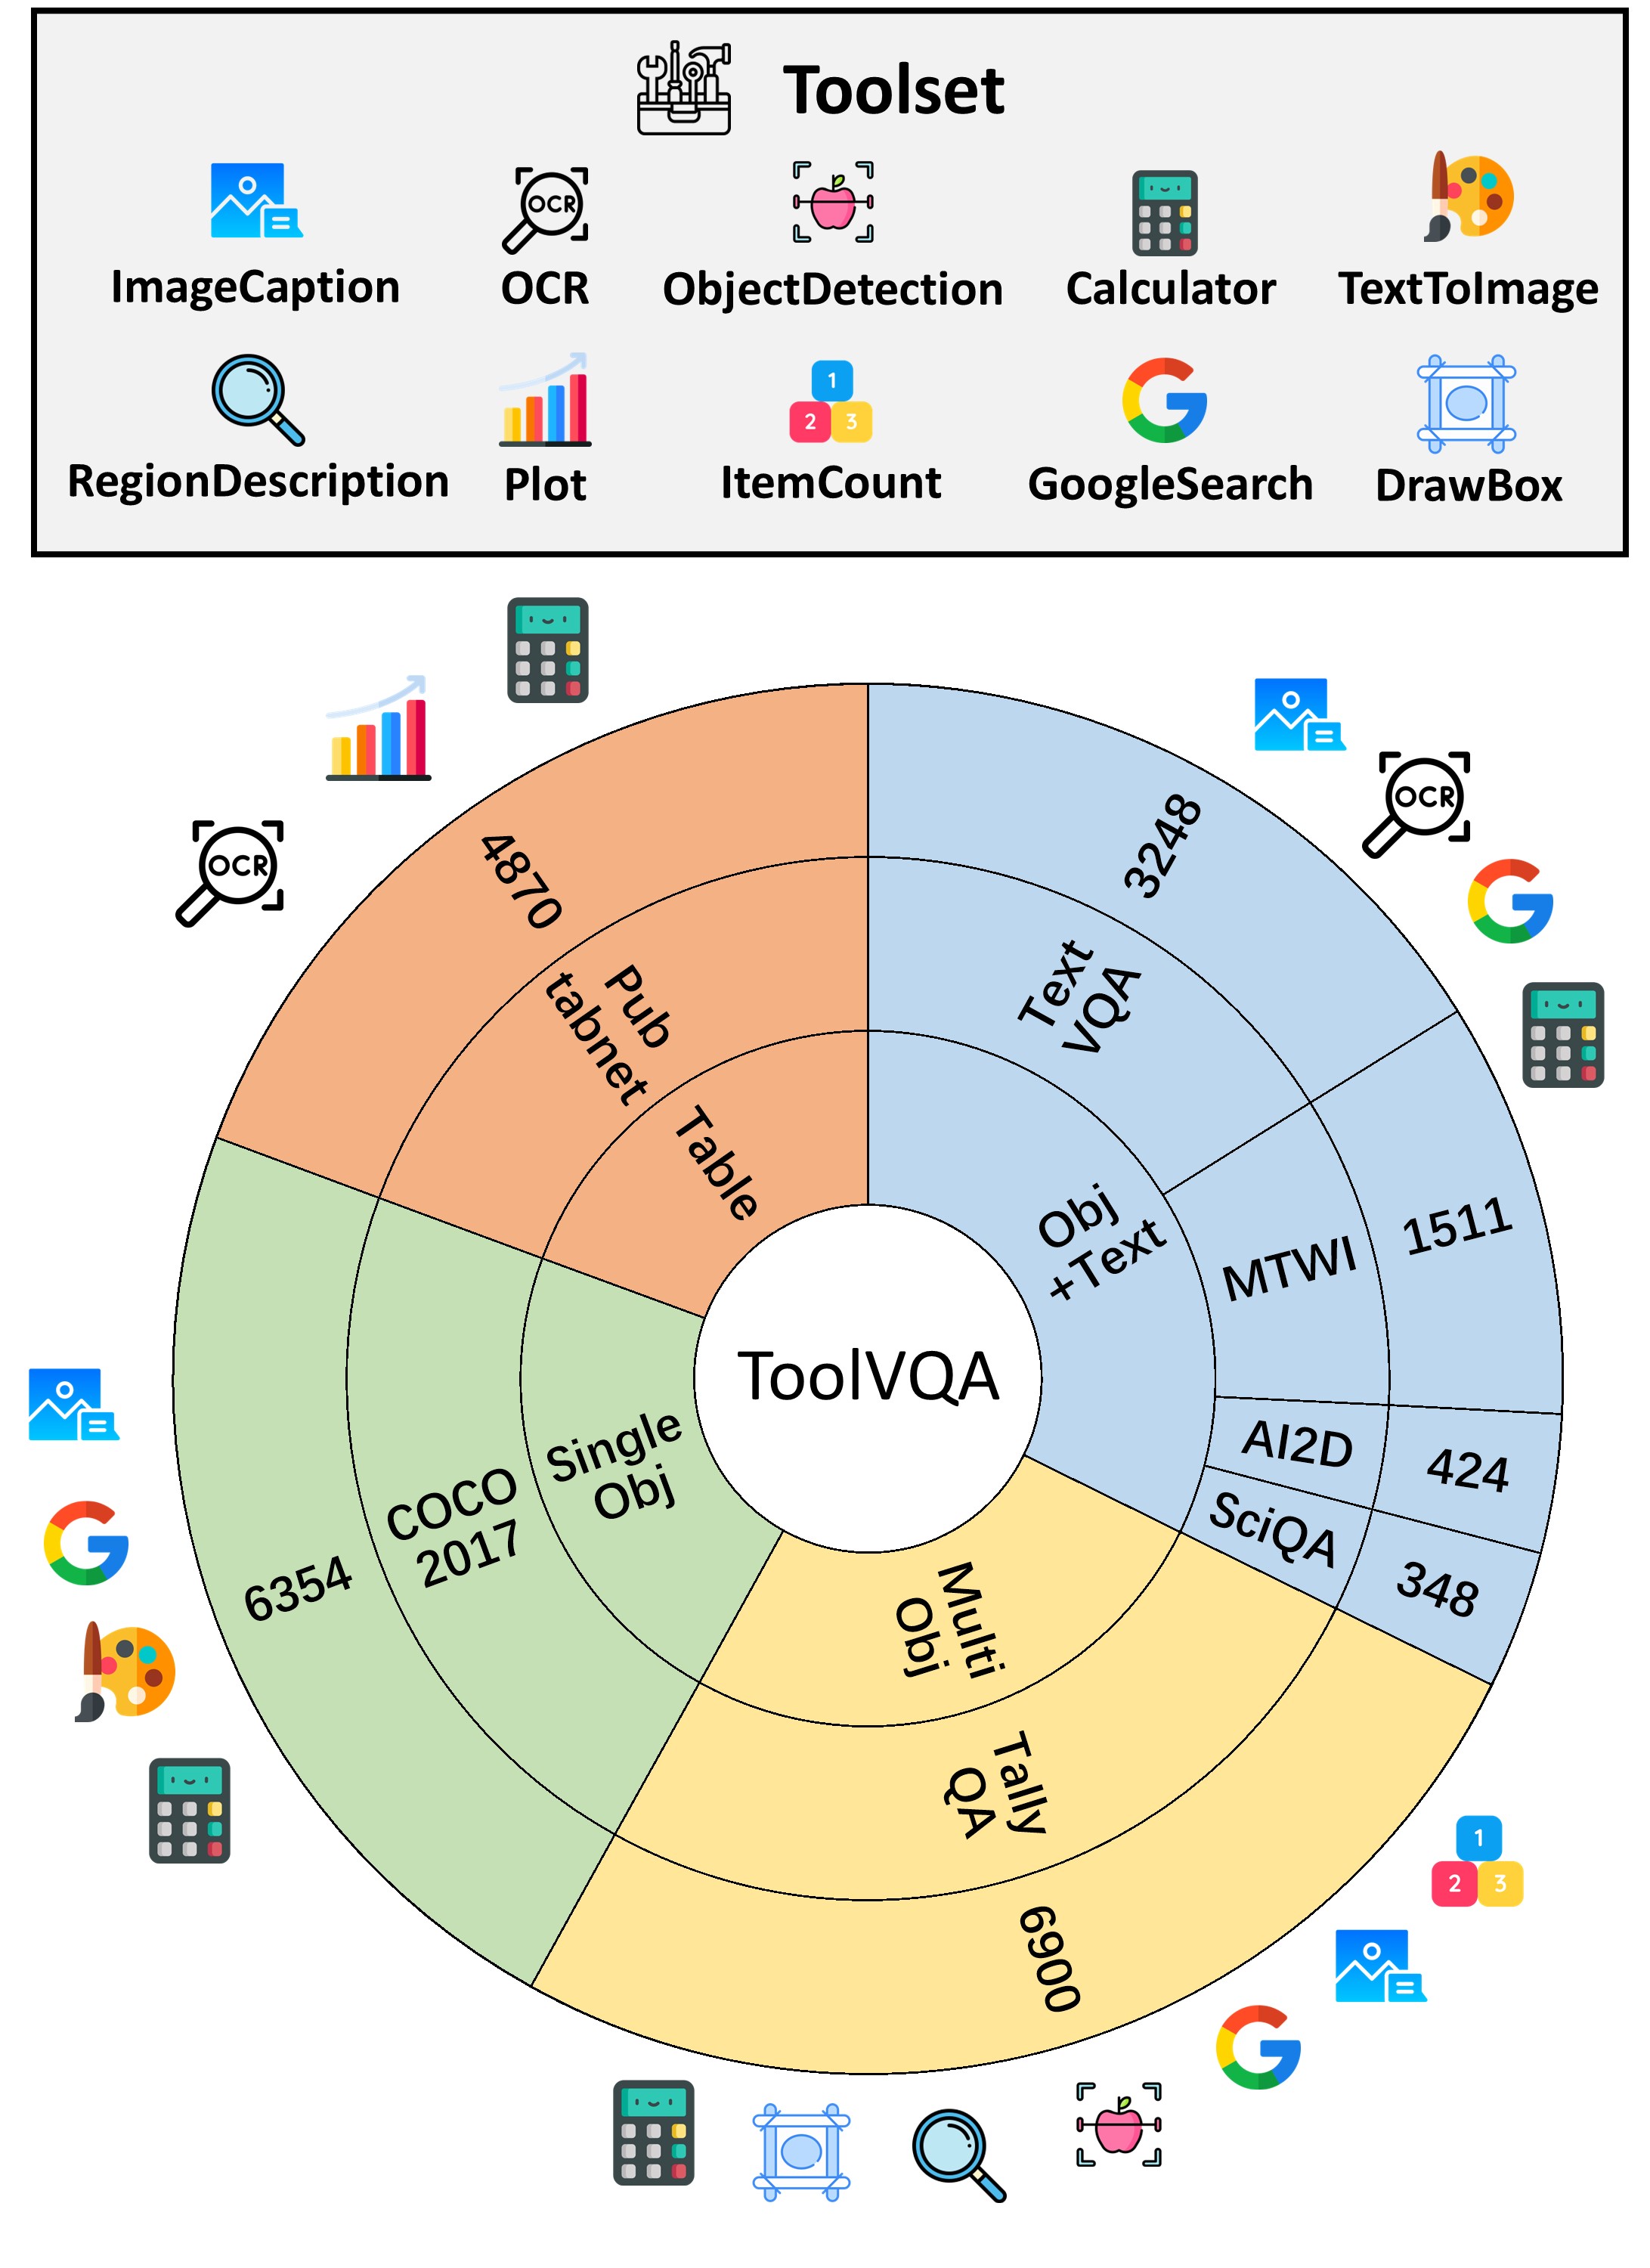 Toolset
OCR
ImageCaption
OCR
ObjectDetection
Calculator
TextToImage
1
2 3
RegionDescription
Plot
ItemCount
GoogleSearch
DrawBox
OCR
4870
Pub
tabnet
Table
3248
Text
VQA
OCR
Obj
+Text
MTWI
1511
AI2D
424
SciQA
348
ToolVQA
Single
Obj
COCO
2017
6354
Multi
Obj
Tally
QA
6900
1
2 3